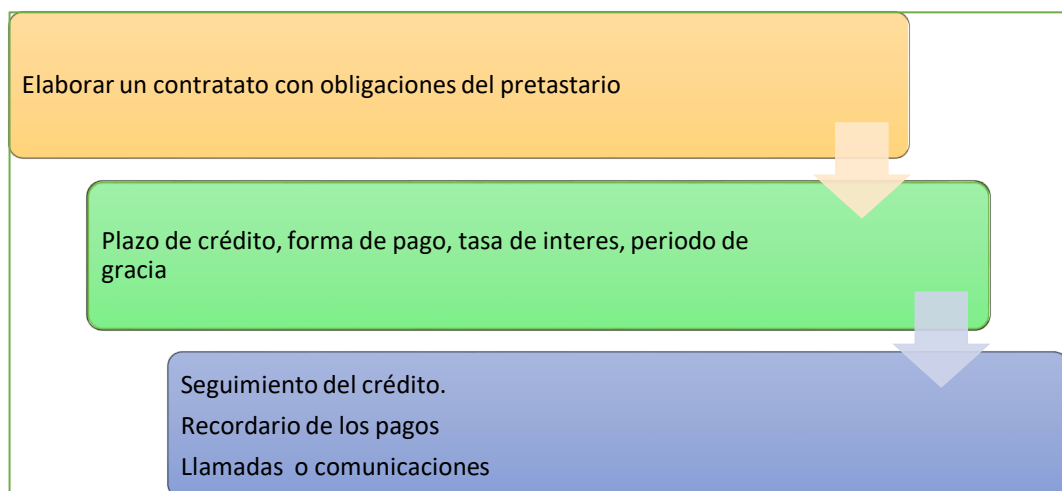 Elaborar un contratato con obligaciones del pretastario
Plazo de crédito, forma de pago, tasa de interes, periodo de
gracia
Seguimiento del crédito.
Recordario de los pagos
Llamadas o comunicaciones